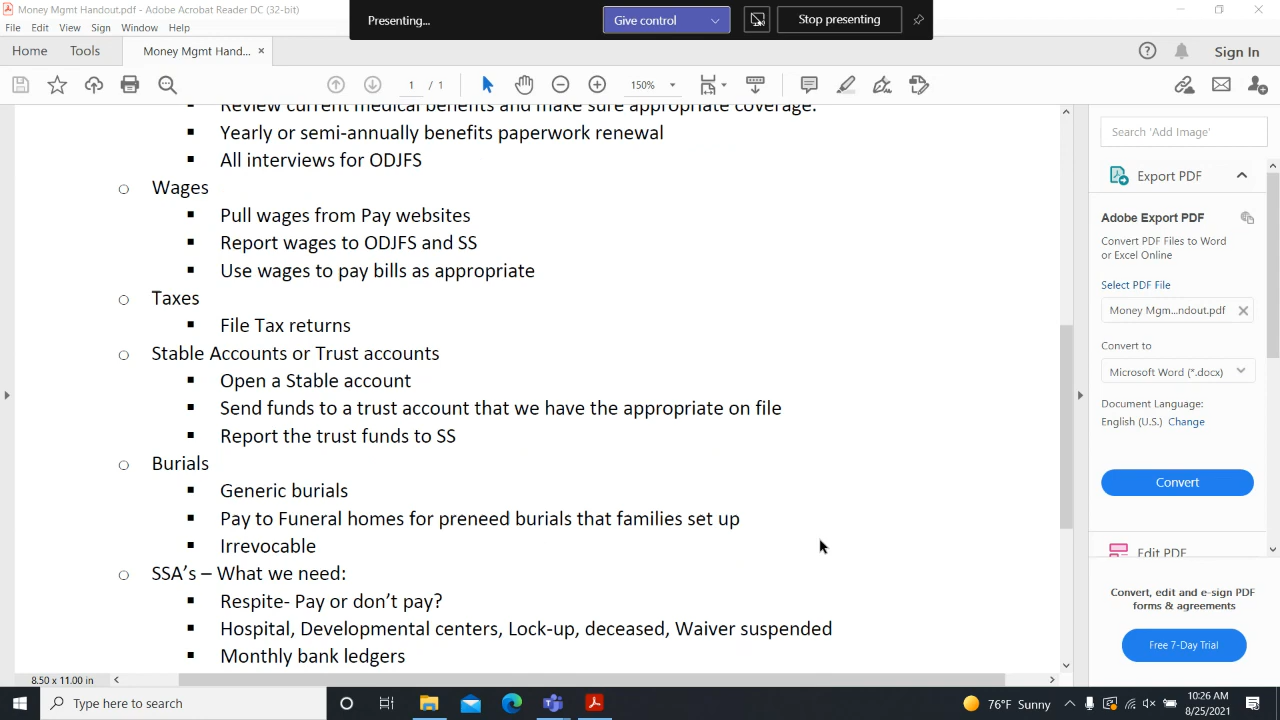 Money Mgmt Handout.pdf - Adobe Acrobat Reader DC (32-bit)
Presenting...
Give control
Stop presenting
File Edit View Sign Window Help
Home Tools Money Mgmt Hand... × Sign In
1 / 1 150%
Review current medical benefits and make sure appropriate coverage.
▪ Yearly or semi-annually benefits paperwork renewal
▪ All interviews for ODJFS
o Wages
▪ Pull wages from Pay websites
▪ Report wages to ODJFS and SS
▪ Use wages to pay bills as appropriate
o Taxes
▪ File Tax returns
o Stable Accounts or Trust accounts
▪ Open a Stable account
▪ Send funds to a trust account that we have the appropriate on file
▪ Report the trust funds to SS
o Burials
▪ Generic burials
▪ Pay to Funeral homes for preneed burials that families set up
▪ Irrevocable
o SSA’s – What we need:
▪ Respite- Pay or don’t pay?
▪ Hospital, Developmental centers, Lock-up, deceased, Waiver suspended
▪ Monthly bank ledgers
8.50 x 11.00 in
Search 'Add Image'
Export PDF
Adobe Export PDF
Convert PDF Files to Word
or Excel Online
Select PDF File
Money Mgm...ndout.pdf
Convert to
Microsoft Word (*.docx)
Document Language:
English (U.S.) Change
Convert
Edit PDF
Convert, edit and e-sign PDF
forms & agreements
Free 7-Day Trial
Type here to search
76°F Sunny
10:26 AM
8/25/2021